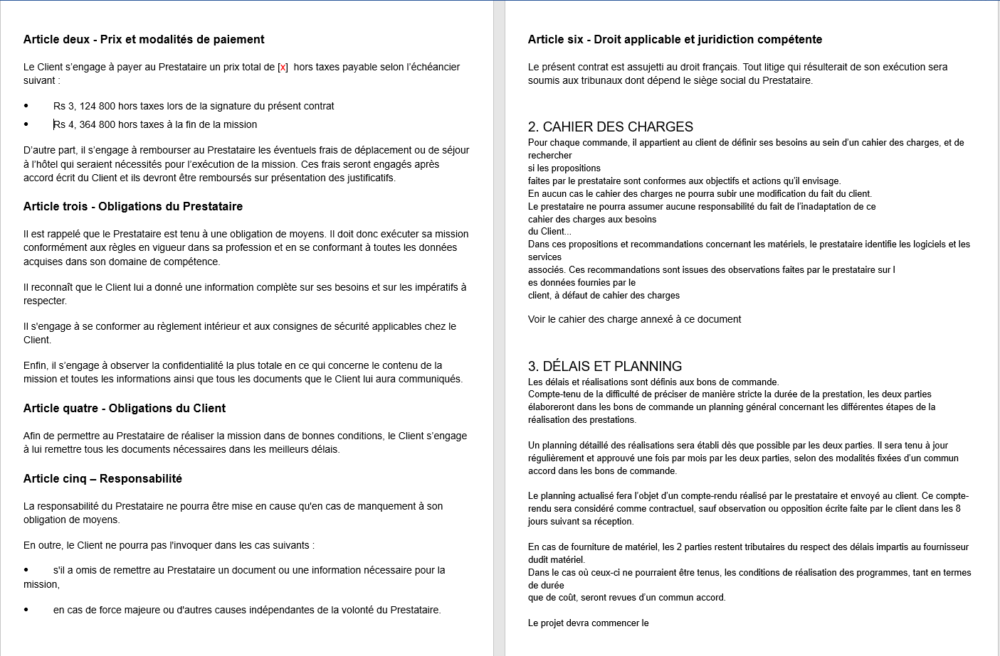 Article deux - Prix et modalités de paiement
Le Client s’engage à payer au Prestataire un prix total de [x]  hors taxes payable selon l’échéancier
suivant :
• Rs 3, 124 800 hors taxes lors de la signature du présent contrat
• Rs 4, 364 800 hors taxes à la fin de la mission
D’autre part, il s’engage à rembourser au Prestataire les éventuels frais de déplacement ou de séjour
à l’hôtel qui seraient nécessités pour l’exécution de la mission. Ces frais seront engagés après
accord écrit du Client et ils devront être remboursés sur présentation des justificatifs.
Article trois - Obligations du Prestataire
Il est rappelé que le Prestataire est tenu à une obligation de moyens. Il doit donc exécuter sa mission
conformément aux règles en vigueur dans sa profession et en se conformant à toutes les données
acquises dans son domaine de compétence.
Il reconnaît que le Client lui a donné une information complète sur ses besoins et sur les impératifs à
respecter.
Il s'engage à se conformer au règlement intérieur et aux consignes de sécurité applicables chez le
Client.
Enfin, il s’engage à observer la confidentialité la plus totale en ce qui concerne le contenu de la
mission et toutes les informations ainsi que tous les documents que le Client lui aura communiqués.
Article quatre - Obligations du Client
Afin de permettre au Prestataire de réaliser la mission dans de bonnes conditions, le Client s’engage
à lui remettre tous les documents nécessaires dans les meilleurs délais.
Article cinq – Responsabilité
La responsabilité du Prestataire ne pourra être mise en cause qu'en cas de manquement à son
obligation de moyens.
En outre, le Client ne pourra pas l'invoquer dans les cas suivants :
• s'il a omis de remettre au Prestataire un document ou une information nécessaire pour la
mission,
• en cas de force majeure ou d'autres causes indépendantes de la volonté du Prestataire.
Article six - Droit applicable et juridiction compétente
Le présent contrat est assujetti au droit français. Tout litige qui résulterait de son exécution sera
soumis aux tribunaux dont dépend le siège social du Prestataire.
2. CAHIER DES CHARGES
Pour chaque commande, il appartient au client de définir ses besoins au sein d’un cahier des charges, et de
rechercher
si les propositions
faites par le prestataire sont conformes aux objectifs et actions qu’il envisage.
En aucun cas le cahier des charges ne pourra subir une modification du fait du client.
Le prestataire ne pourra assumer aucune responsabilité du fait de l’inadaptation de ce
cahier des charges aux besoins
du Client...
Dans ces propositions et recommandations concernant les matériels, le prestataire identifie les logiciels et les
services
associés. Ces recommandations sont issues des observations faites par le prestataire sur l
es données fournies par le
client, à défaut de cahier des charges
Voir le cahier des charge annexé à ce document
3. DÉLAIS ET PLANNING
Les délais et réalisations sont définis aux bons de commande.
Compte-tenu de la difficulté de préciser de manière stricte la durée de la prestation, les deux parties
élaboreront dans les bons de commande un planning général concernant les différentes étapes de la
réalisation des prestations.
Un planning détaillé des réalisations sera établi dès que possible par les deux parties. Il sera tenu à jour
régulièrement et approuvé une fois par mois par les deux parties, selon des modalités fixées d’un commun
accord dans les bons de commande.
Le planning actualisé fera l’objet d’un compte-rendu réalisé par le prestataire et envoyé au client. Ce compte-
rendu sera considéré comme contractuel, sauf observation ou opposition écrite faite par le client dans les 8
jours suivant sa réception.
En cas de fourniture de matériel, les 2 parties restent tributaires du respect des délais impartis au fournisseur
dudit matériel.
Dans le cas où ceux-ci ne pourraient être tenus, les conditions de réalisation des programmes, tant en termes
de durée
que de coût, seront revues d’un commun accord.
Le projet devra commencer le